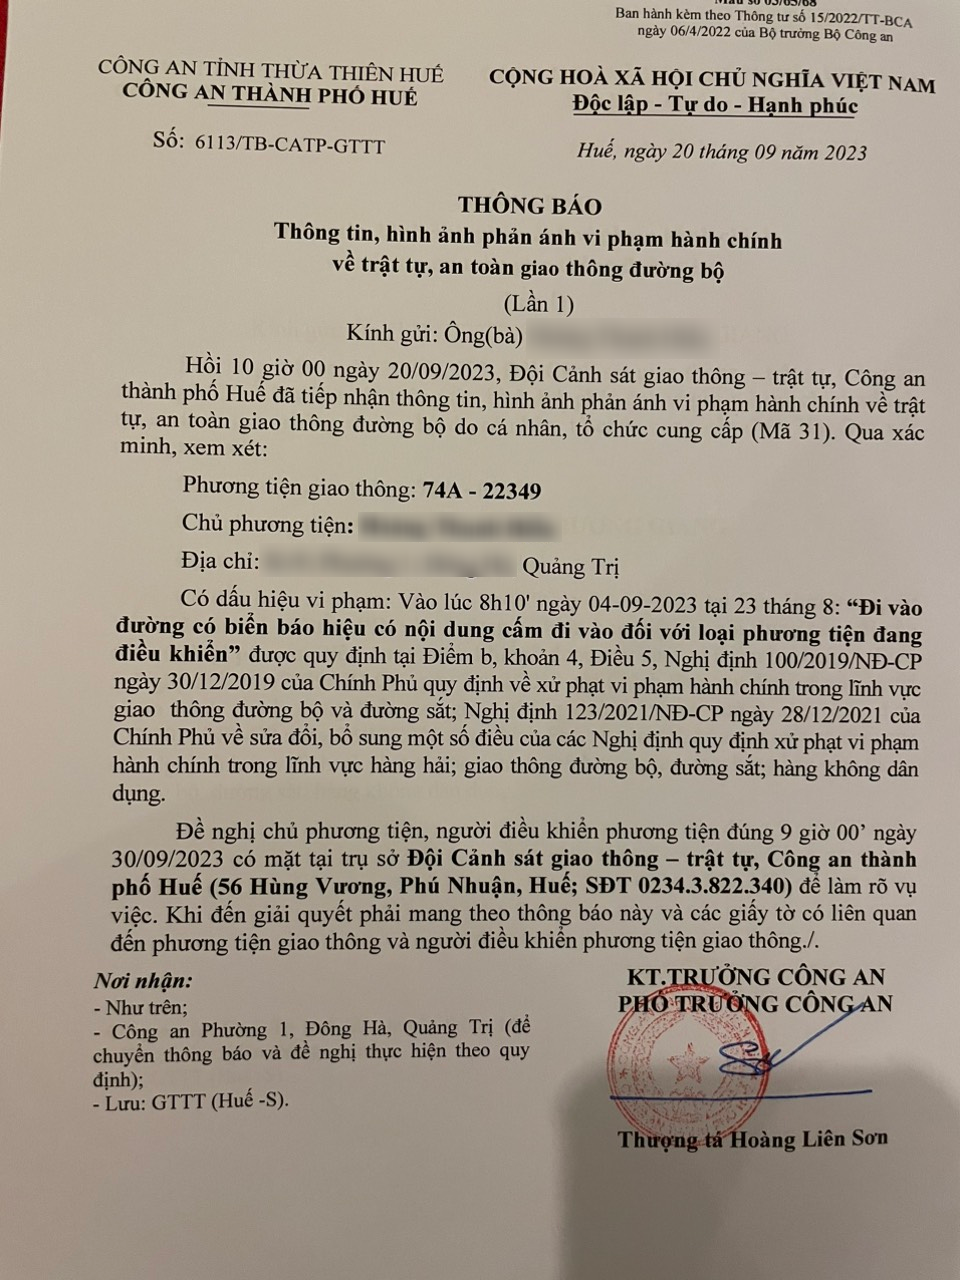 Mẫu số 03/65/68
Ban hành kèm theo Thông tư số 15/2022/TT-BCA
ngày 06/4/2022 của Bộ trưởng Bộ Công an
CÔNG AN TỈNH THỪA THIÊN HUẾ
CÔNG AN THÀNH PHỐ HUẾ
Số: 6113/TB-CATP-GTTT
CỘNG HOÀ XÃ HỘI CHỦ NGHĨA VIỆT NAM
Độc lập - Tự do - Hạnh phúc
Huế, ngày 20 tháng 09 năm 2023
THÔNG BÁO
Thông tin, hình ảnh phản ánh vi phạm hành chính
về trật tự, an toàn giao thông đường bộ
(Lần 1)
Kính gửi: Ông(bà)
Hồi 10 giờ 00 ngày 20/09/2023, Đội Cảnh sát giao thông – trật tự, Công an
thành phố Huế đã tiếp nhận thông tin, hình ảnh phản ánh vi phạm hành chính về trật
tự, an toàn giao thông đường bộ do cá nhân, tổ chức cung cấp (Mã 31). Qua xác
minh, xem xét:
Phương tiện giao thông: 74A - 22349
Chủ phương tiện:
Địa chỉ: Quảng Trị
Có dấu hiệu vi phạm: Vào lúc 8h10' ngày 04-09-2023 tại 23 tháng 8: “Đi vào
đường có biển báo hiệu có nội dung cấm đi vào đối với loại phương tiện đang
điều khiển” được quy định tại Điểm b, khoản 4, Điều 5, Nghị định 100/2019/NĐ-CP
ngày 30/12/2019 của Chính Phủ quy định về xử phạt vi phạm hành chính trong lĩnh vực
giao thông đường bộ và đường sắt; Nghị định 123/2021/NĐ-CP ngày 28/12/2021 của
Chính Phủ về sửa đổi, bổ sung một số điều của các Nghị định quy định xử phạt vi phạm
hành chính trong lĩnh vực hàng hải; giao thông đường bộ, đường sắt; hàng không dân
dụng.
Đề nghị chủ phương tiện, người điều khiển phương tiện đúng 9 giờ 00’ ngày
30/09/2023 có mặt tại trụ sở Đội Cảnh sát giao thông – trật tự, Công an thành
phố Huế (56 Hùng Vương, Phú Nhuận, Huế; SĐT 0234.3.822.340) để làm rõ vụ
việc. Khi đến giải quyết phải mang theo thông báo này và các giấy tờ có liên quan
đến phương tiện giao thông và người điều khiển phương tiện giao thông./.
Nơi nhận:
- Như trên;
- Công an Phường 1, Đông Hà, Quảng Trị (để
chuyển thông báo và đề nghị thực hiện theo quy
định);
- Lưu: GTTT (Huế -S).
KT.TRƯỞNG CÔNG AN
PHÓ TRƯỞNG CÔNG AN
Thượng tá Hoàng Liên Sơn